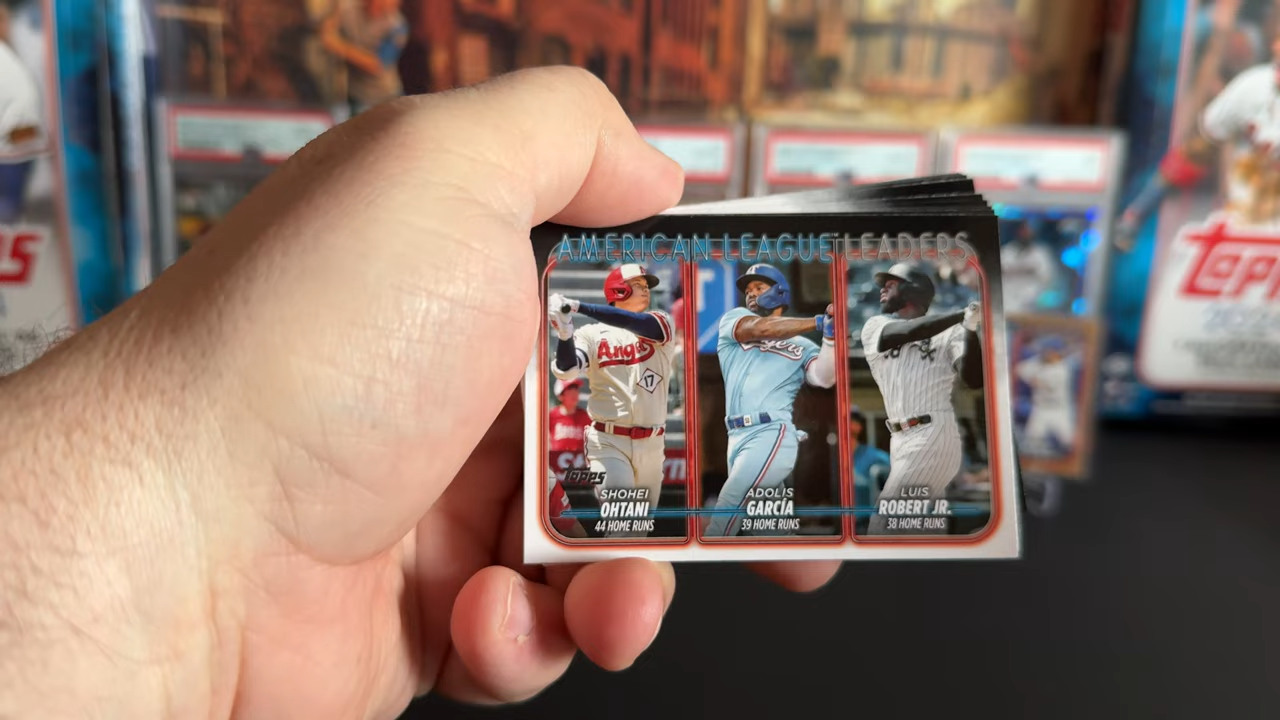 AMERICAN LEAGUE LEADERS
Angels
17
Rangers
TOPPS
SHOHEI
OHTANI
44 HOME RUNS
ADOLIS
GARCÍA
39 HOME RUNS
LUIS
ROBERT JR.
38 HOME RUNS
TOPPS